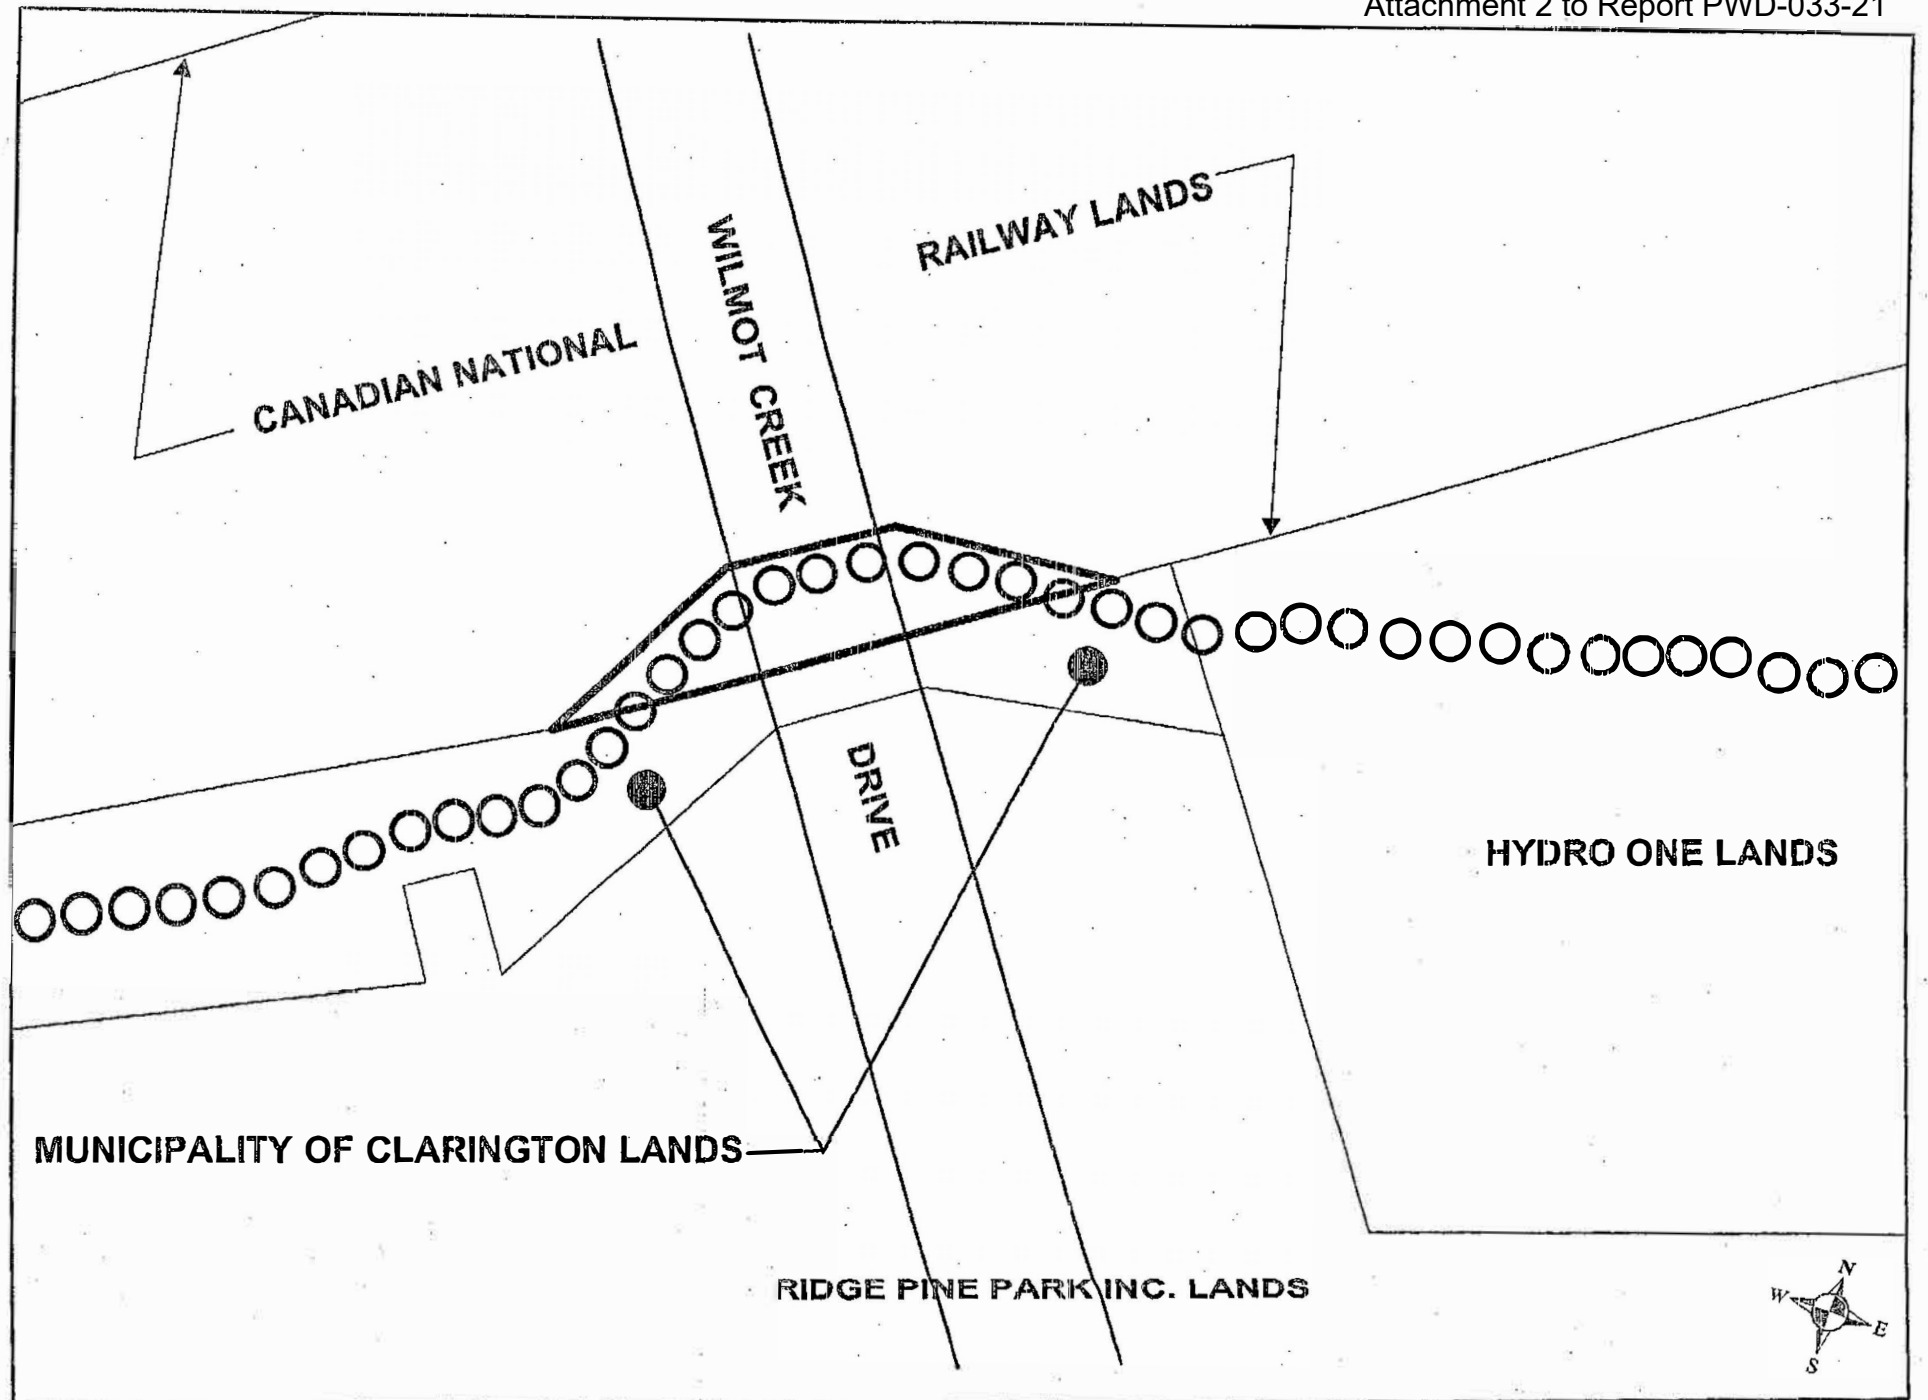 Attachment 2 to Report PWD-033-21
RAILWAY LANDS
CANADIAN NATIONAL
WILMOT CREEK
DRIVE
HYDRO ONE LANDS
MUNICIPALITY OF CLARINGTON LANDS
RIDGE PINE PARK INC. LANDS
N
W
E
S